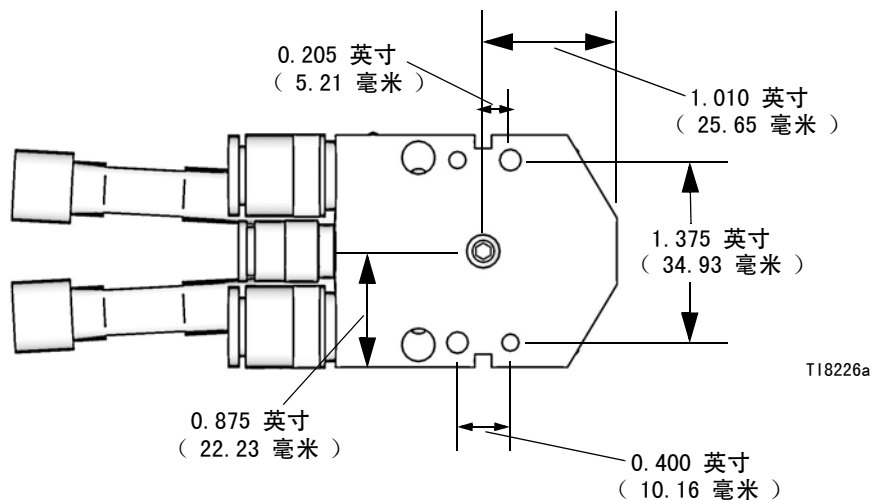 0.205 英寸
( 5.21 毫米 )
1.010 英寸
( 25.65 毫米 )
1.375 英寸
( 34.93 毫米 )
TI8226a
0.875 英寸
( 22.23 毫米 )
0.400 英寸
( 10.16 毫米 )